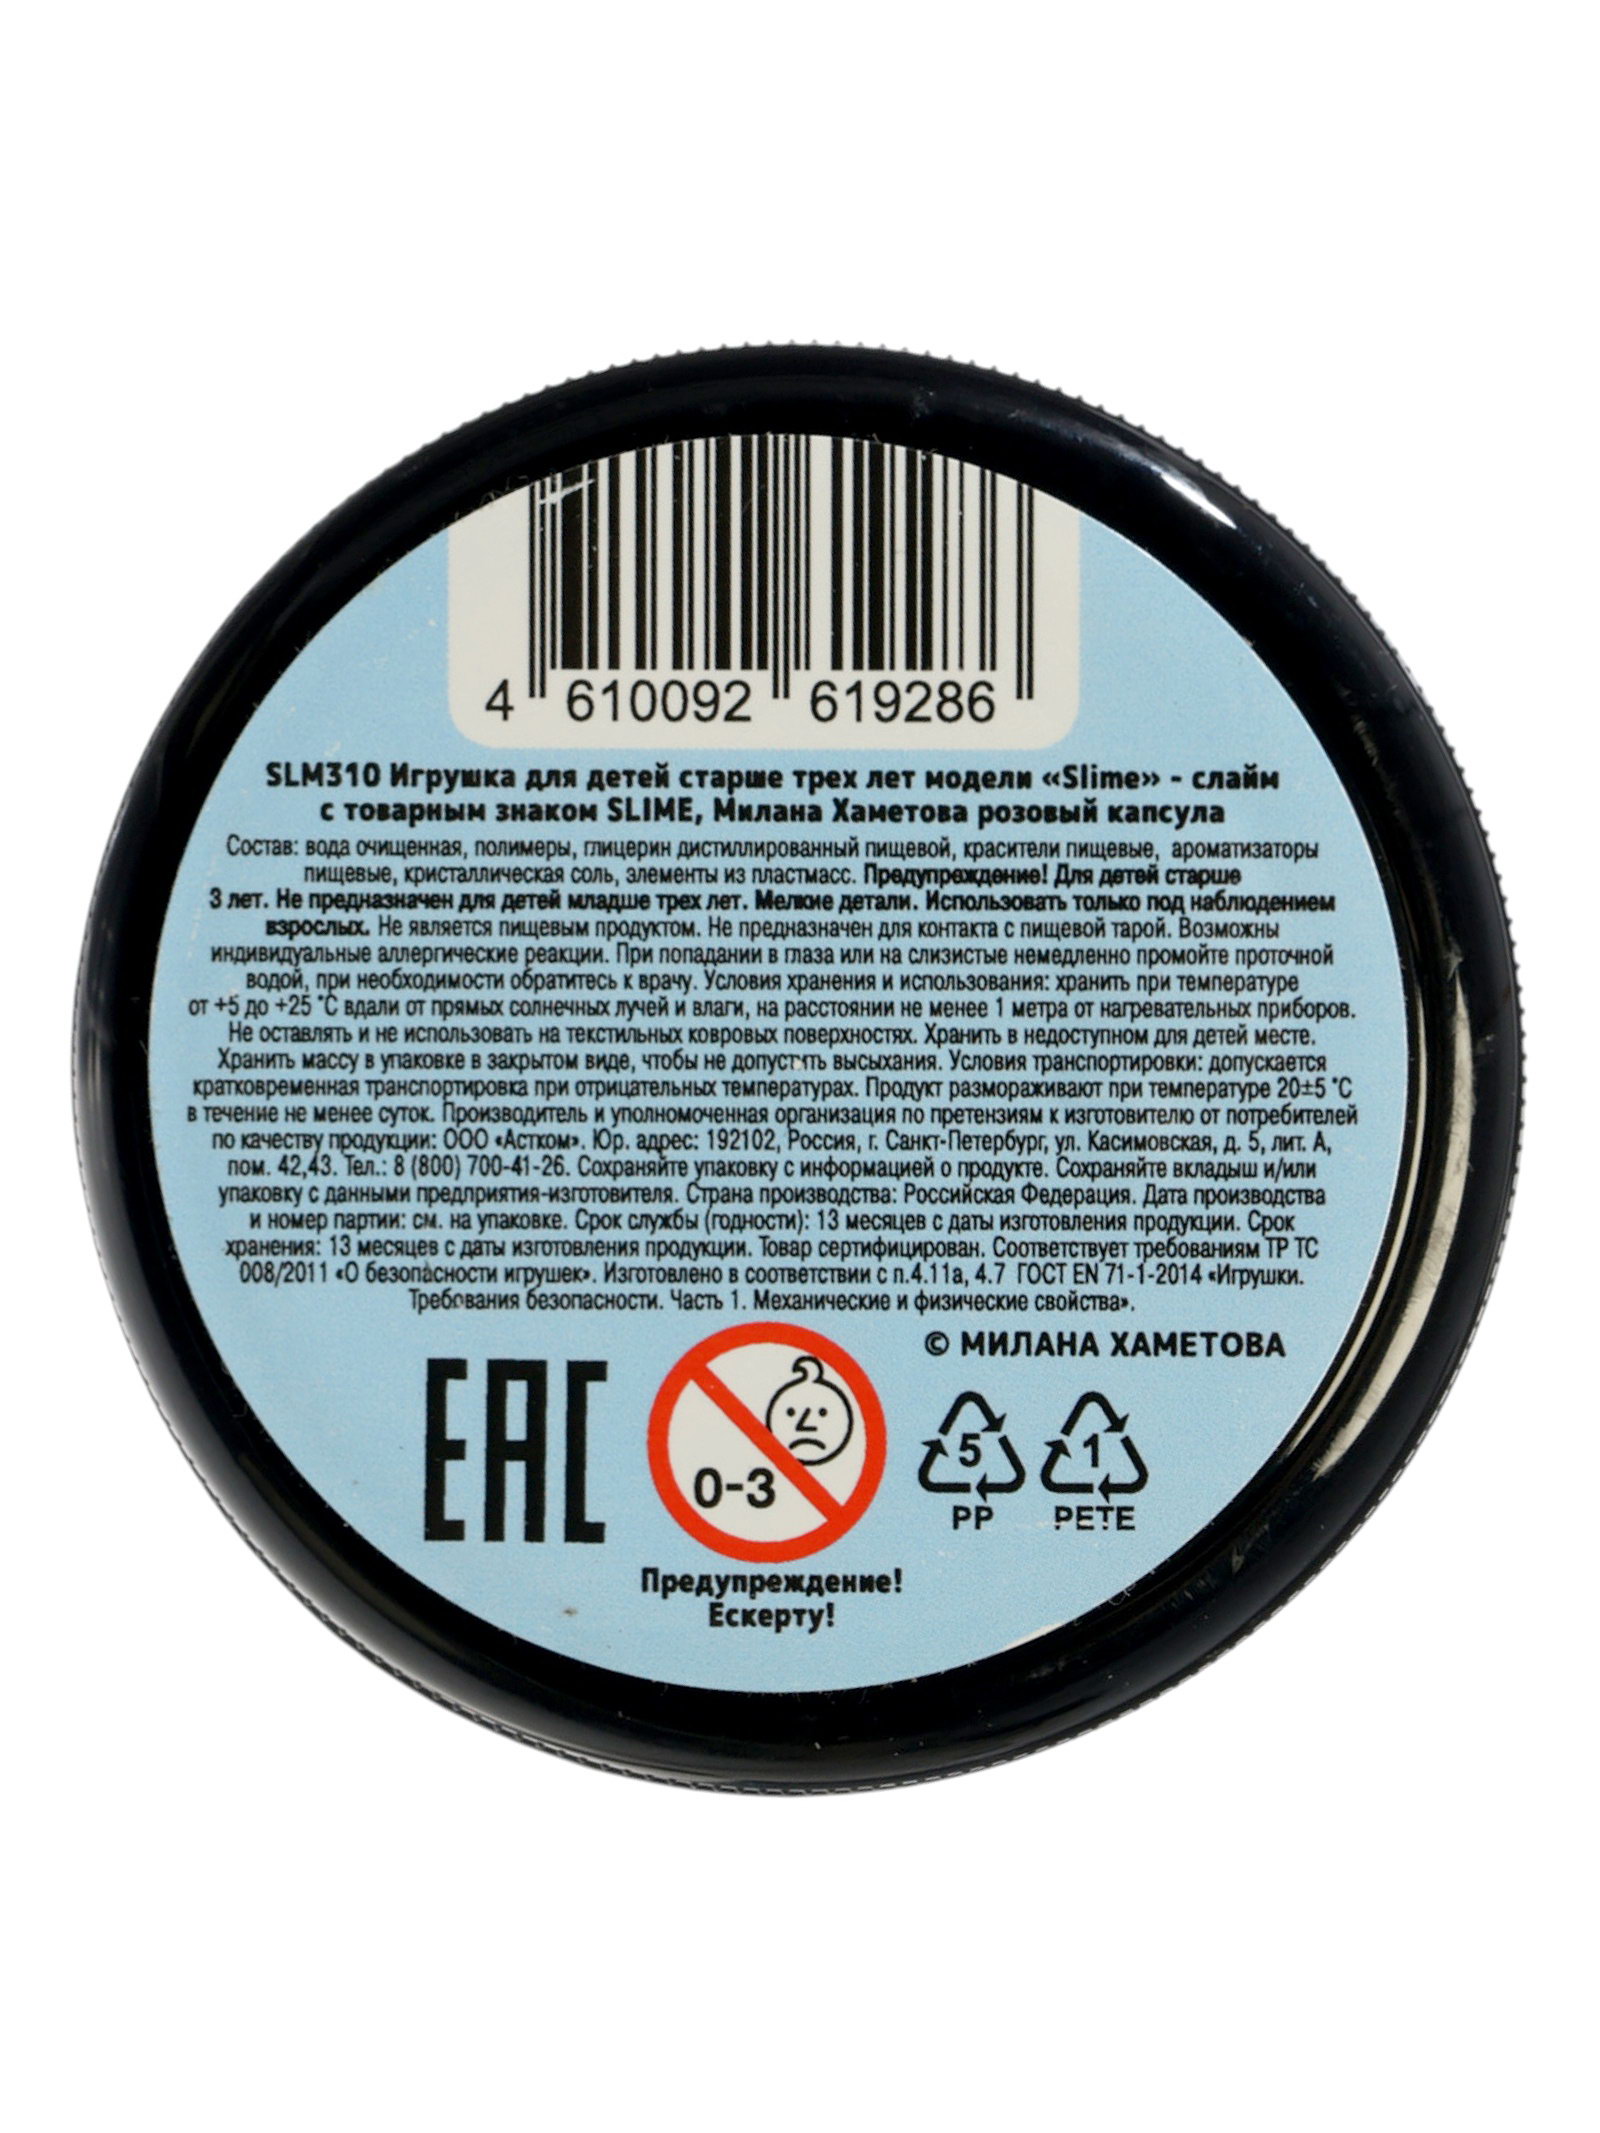 4 610092 619286
SLM310 Игрушка для детей старше трех лет модели «Slime» - слайм
с товарным знаком SLIME, Милана Хаметова розовый капсула
Состав: вода очищенная, полимеры, глицерин дистиллированный пищевой, красители пищевые, ароматизаторы
пищевые, кристаллическая соль, элементы из пластмасс. Предупреждение! Для детей старше
3 лет. Не предназначен для детей младше трех лет. Мелкие детали. Использовать только под наблюдением
взрослых. Не является пищевым продуктом. Не предназначен для контакта с пищевой тарой. Возможны
индивидуальные аллергические реакции. При попадании в глаза или на слизистые немедленно промойте проточной
водой, при необходимости обратитесь к врачу. Условия хранения и использования: хранить при температуре
от +5 до +25 °С вдали от прямых солнечных лучей и влаги, на расстоянии не менее 1 метра от нагревательных приборов.
Не оставлять и не использовать на текстильных ковровых поверхностях. Хранить в недоступном для детей месте.
Хранить массу в упаковке в закрытом виде, чтобы не допустить высыхания. Условия транспортировки: допускается
кратковременная транспортировка при отрицательных температурах. Продукт размораживают при температуре 20±5 °С
в течение не менее суток. Производитель и уполномоченная организация по претензиям к изготовителю от потребителей
по качеству продукции: ООО «Астком». Юр. адрес: 192102, Россия, г. Санкт-Петербург, ул. Касимовская, д. 5, лит. А,
пом. 42,43. Тел.: 8 (800) 700-41-26. Сохраняйте упаковку с информацией о продукте. Сохраняйте вкладыш и/или
упаковку с данными предприятия-изготовителя. Страна производства: Российская Федерация. Дата производства
и номер партии: см. на упаковке. Срок службы (годности): 13 месяцев с даты изготовления продукции. Срок
хранения: 13 месяцев с даты изготовления продукции. Товар сертифицирован. Соответствует требованиям ТР ТС
008/2011 «О безопасности игрушек». Изготовлено в соответствии с п.4.11а, 4.7 ГОСТ EN 71-1-2014 «Игрушки.
Требования безопасности. Часть 1. Механические и физические свойства».
© МИЛАНА ХАМЕТОВА
EAC
0-3
5
PP
1
PETE
Предупреждение!
Ескерту!